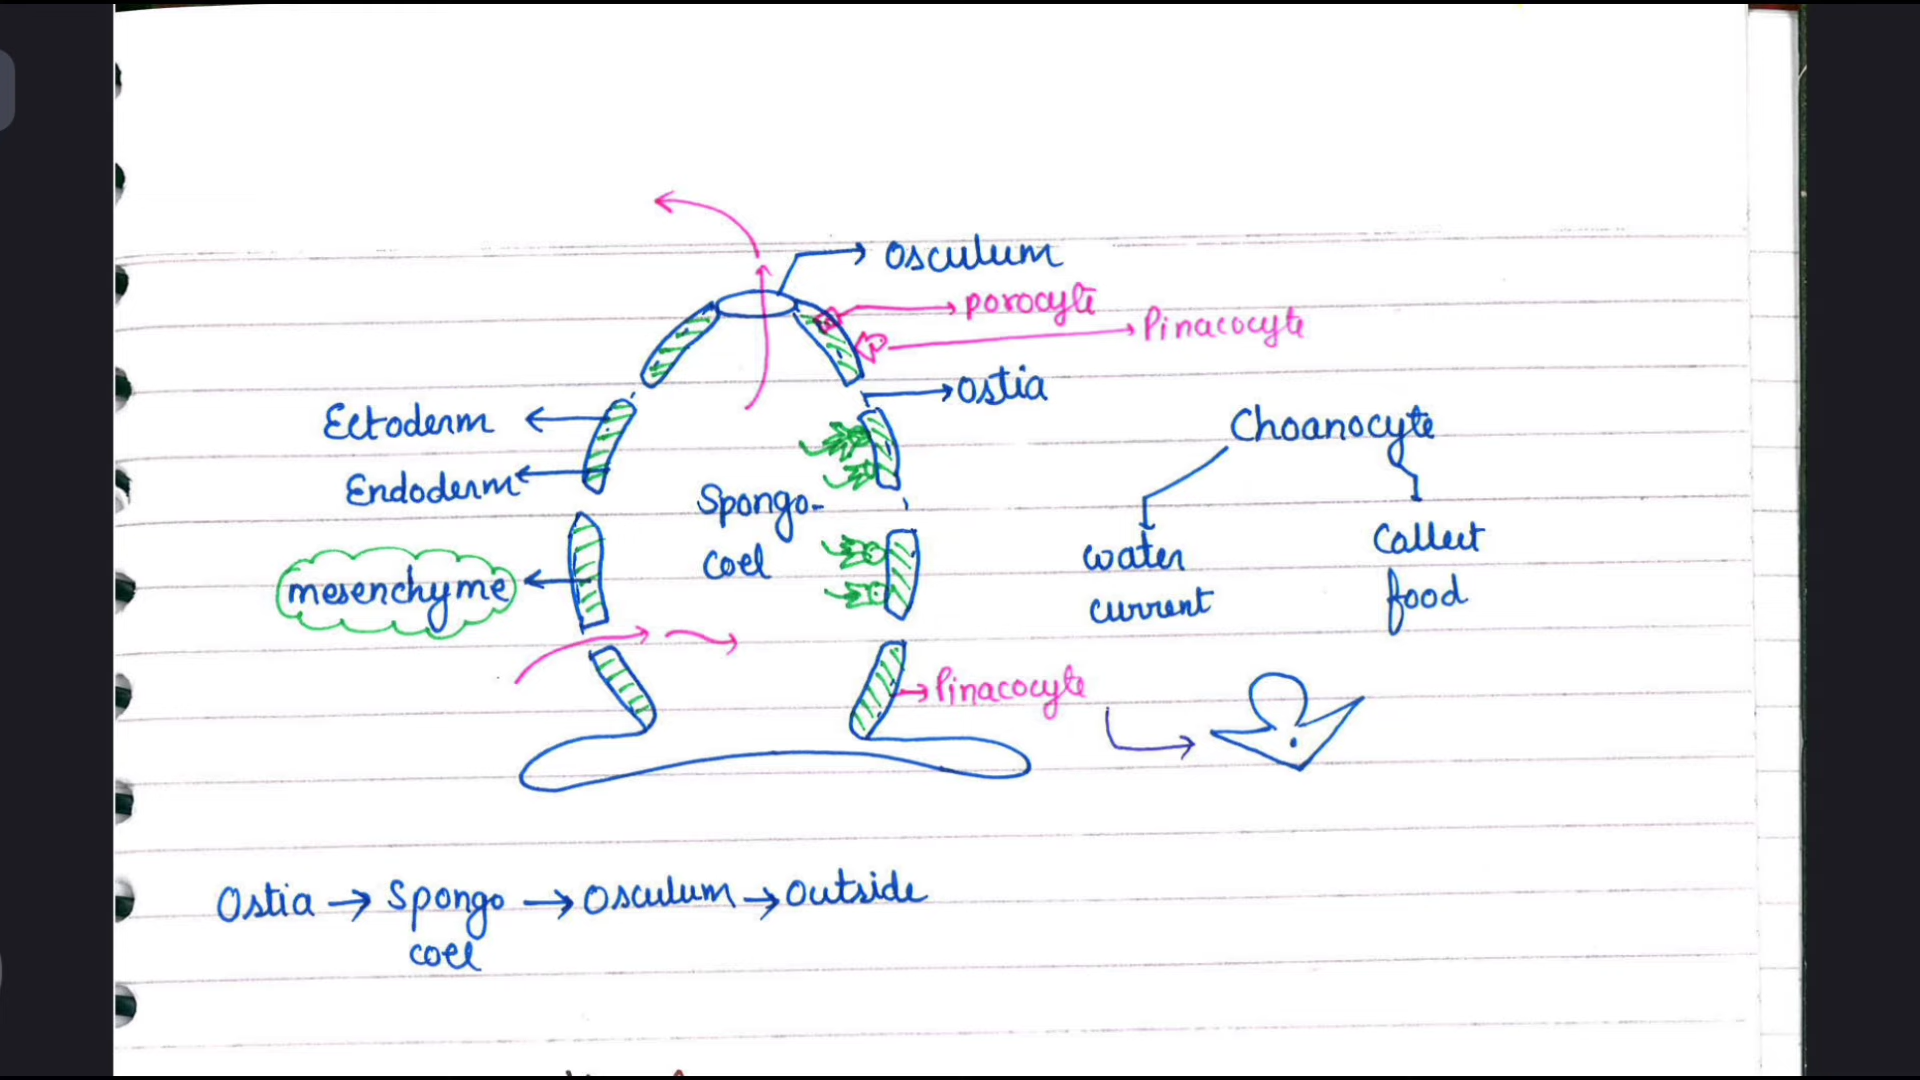 Osculum
porocyte
Pinacocyte
Ostia
Ectoderm
Endoderm
mesenchyme
Spongo-
coel
Choanocyte
water
current
Collect
food
Pinacocyte
Ostia → Spongo → Osculum → Outside
coel